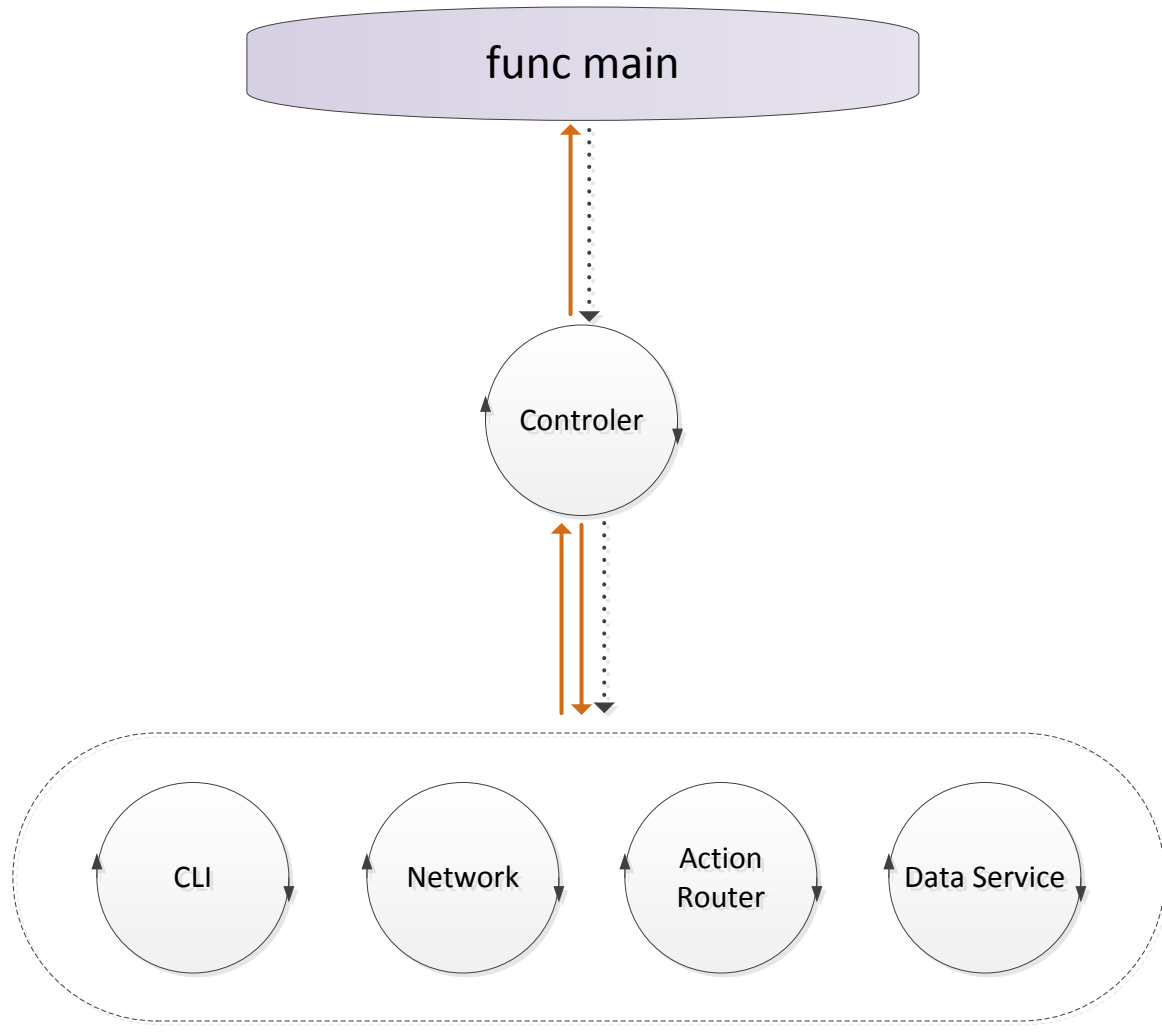 func main
Controler
CLI
Network
Action
Router
Data Service